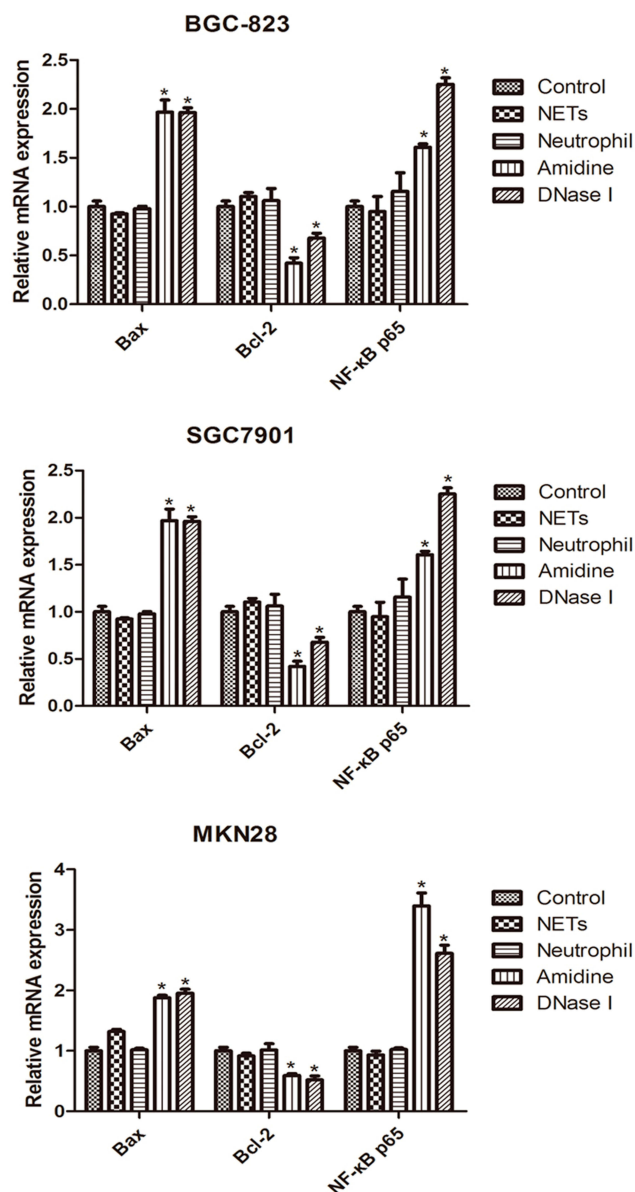 BGC-823
Relative mRNA expression
2.5
2.0
1.5
1.0
0.5
0.0
* * * * * *
Bax
Bcl-2
NF-κB p65
Control
NETs
Neutrophil
Amidine
DNase I
SGC7901
Relative mRNA expression
2.5
2.0
1.5
1.0
0.5
0.0
* * * * * *
Bax
Bcl-2
NF-κB p65
Control
NETs
Neutrophil
Amidine
DNase I
MKN28
Relative mRNA expression
4
3
2
1
0
* * * * * *
Bax
Bcl-2
NF-κB p65
Control
NETs
Neutrophil
Amidine
DNase I